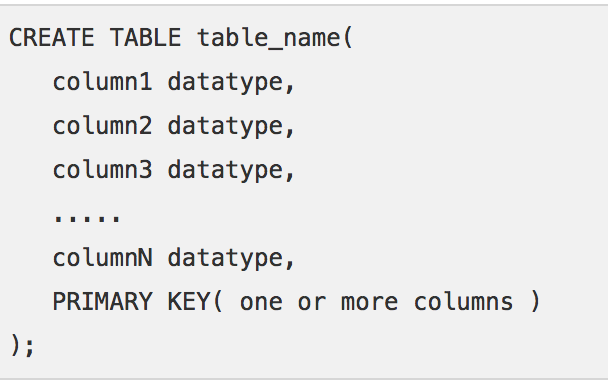 CREATE TABLE table_name(
column1 datatype,
column2 datatype,
column3 datatype,
.....
columnN datatype,
PRIMARY KEY( one or more columns )
);